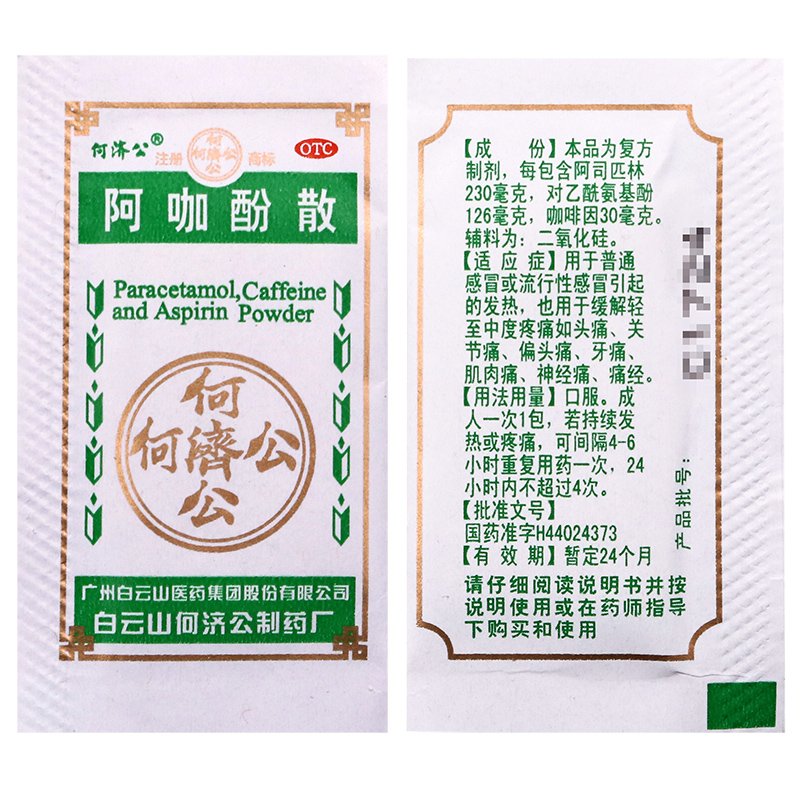 何济公®
注册
商标
何
何濟公
公
OTC
阿咖酚散
Paracetamol,Caffeine
and Aspirin Powder
何
何濟公
公
广州白云山医药集团股份有限公司
白云山何济公制药厂
【成　份】本品为复方
制剂，每包含阿司匹林
230毫克，对乙酰氨基酚
126毫克，咖啡因30毫克。
辅料为：二氧化硅。
【适应症】用于普通
感冒或流行性感冒引起
的发热，也用于缓解轻
至中度疼痛如头痛、关
节痛、偏头痛、牙痛、
肌肉痛、神经痛、痛经。
【用法用量】口服。成
人一次1包，若持续发
热或疼痛，可间隔4-6
小时重复用药一次，24
小时内不超过4次。
【批准文号】
国药准字H44024373
【有效期】暂定24个月
请仔细阅读说明书并按
说明使用或在药师指导
下购买和使用
产品批号：